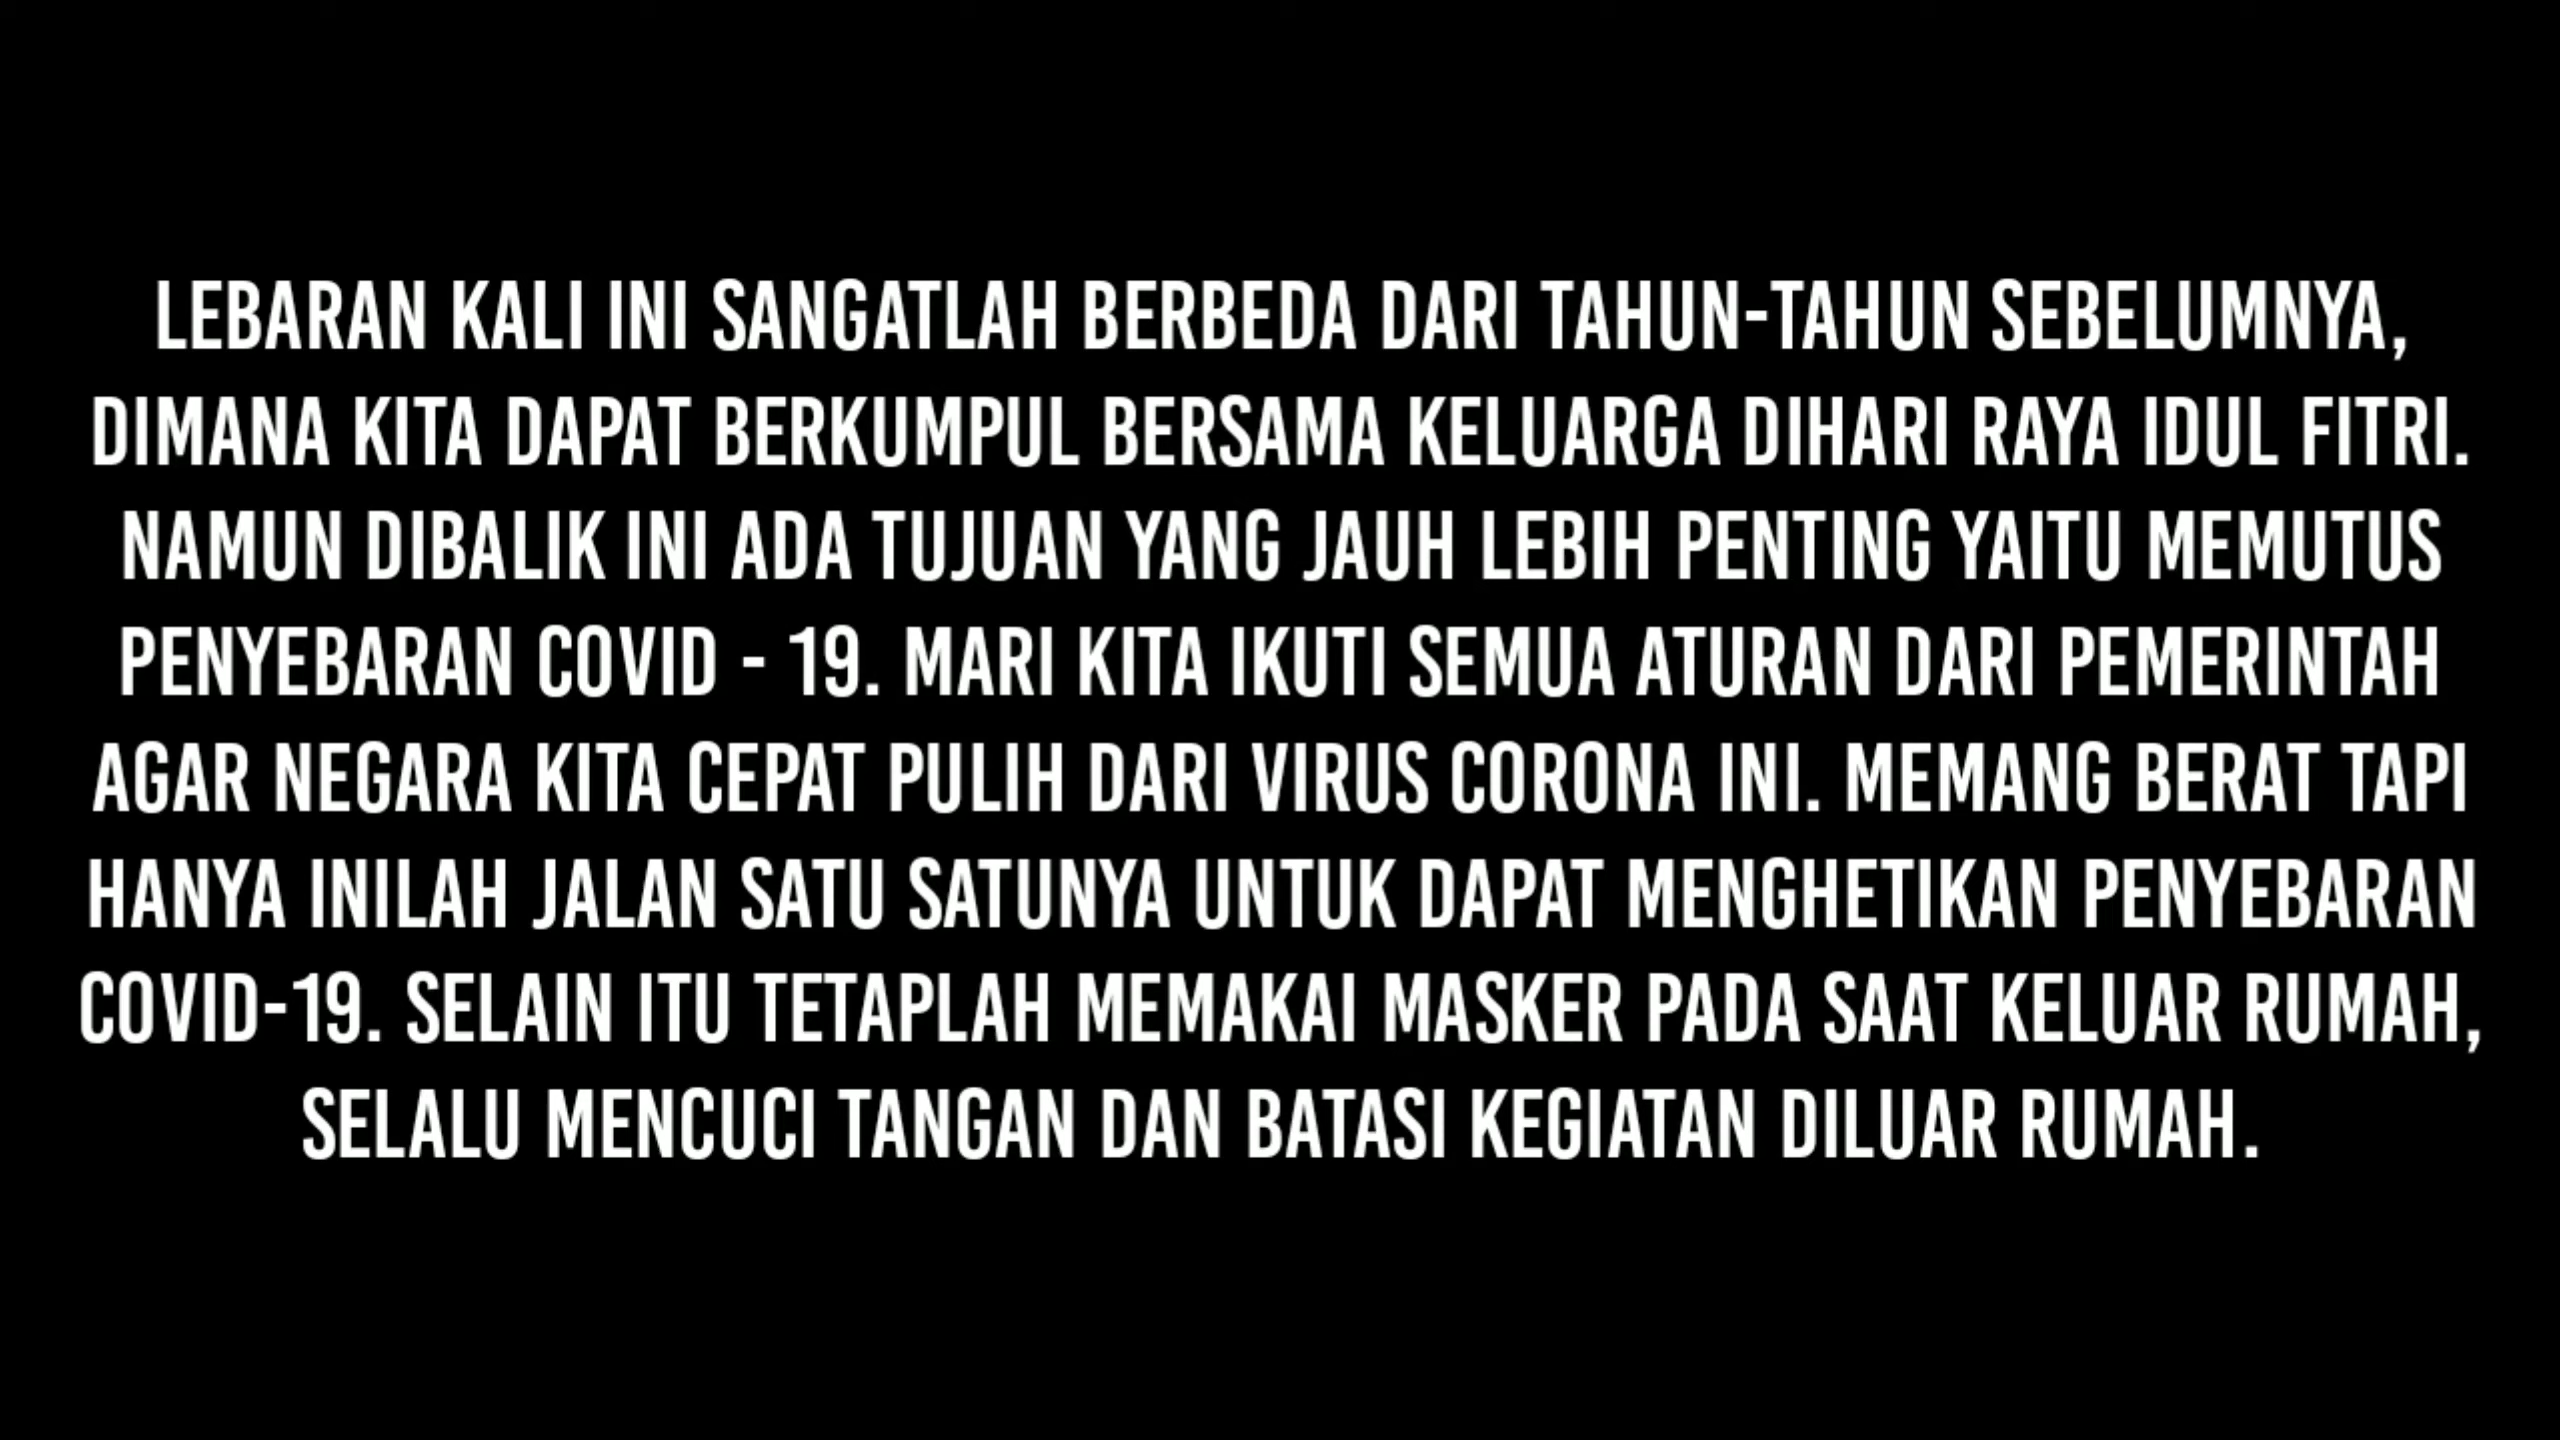 LEBARAN KALI INI SANGATLAH BERBEDA DARI TAHUN-TAHUN SEBELUMNYA,
DIMANA KITA DAPAT BERKUMPUL BERSAMA KELUARGA DIHARI RAYA IDUL FITRI.
NAMUN DIBALIK INI ADA TUJUAN YANG JAUH LEBIH PENTING YAITU MEMUTUS
PENYEBARAN COVID - 19. MARI KITA IKUTI SEMUA ATURAN DARI PEMERINTAH
AGAR NEGARA KITA CEPAT PULIH DARI VIRUS CORONA INI. MEMANG BERAT TAPI
HANYA INILAH JALAN SATU SATUNYA UNTUK DAPAT MENGHETIKAN PENYEBARAN
COVID-19. SELAIN ITU TETAPLAH MEMAKAI MASKER PADA SAAT KELUAR RUMAH,
SELALU MENCUCI TANGAN DAN BATASI KEGIATAN DILUAR RUMAH.